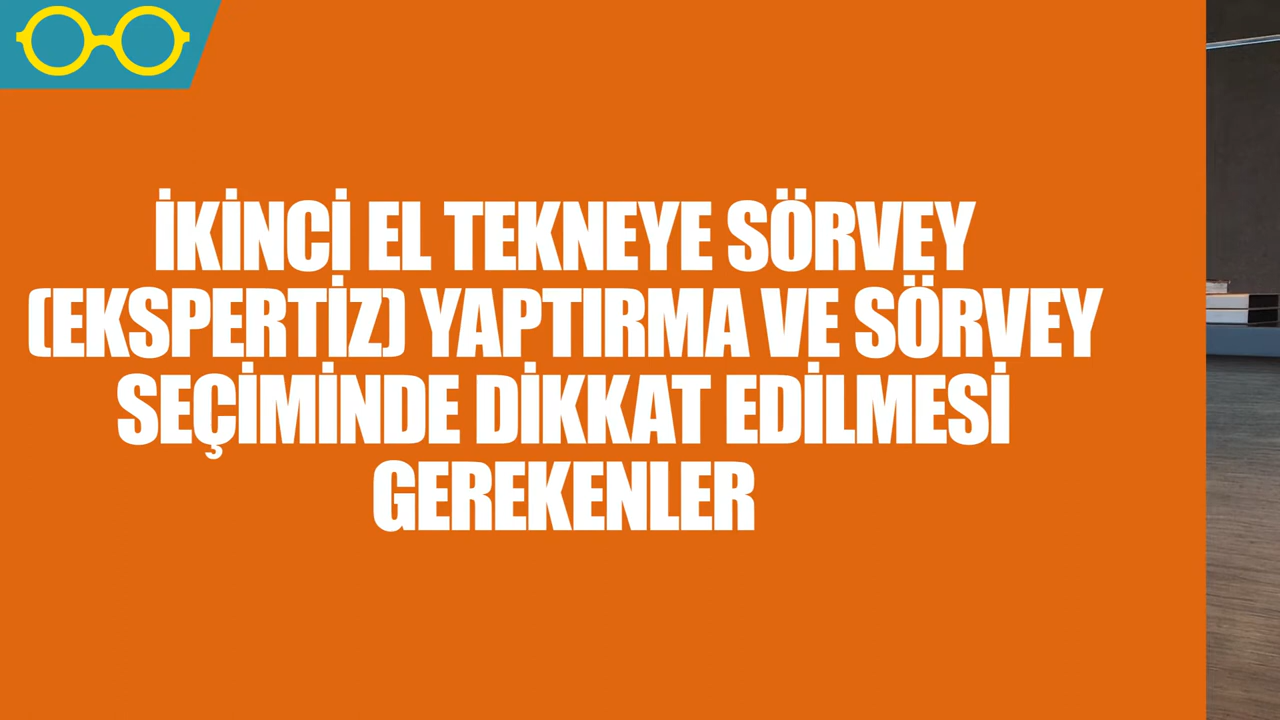 İKİNCİ EL TEKNEYE SÖRVEY
(EKSPERTİZ) YAPTIRMA VE SÖRVEY
SEÇİMİNDE DİKKAT EDİLMESİ
GEREKENLER